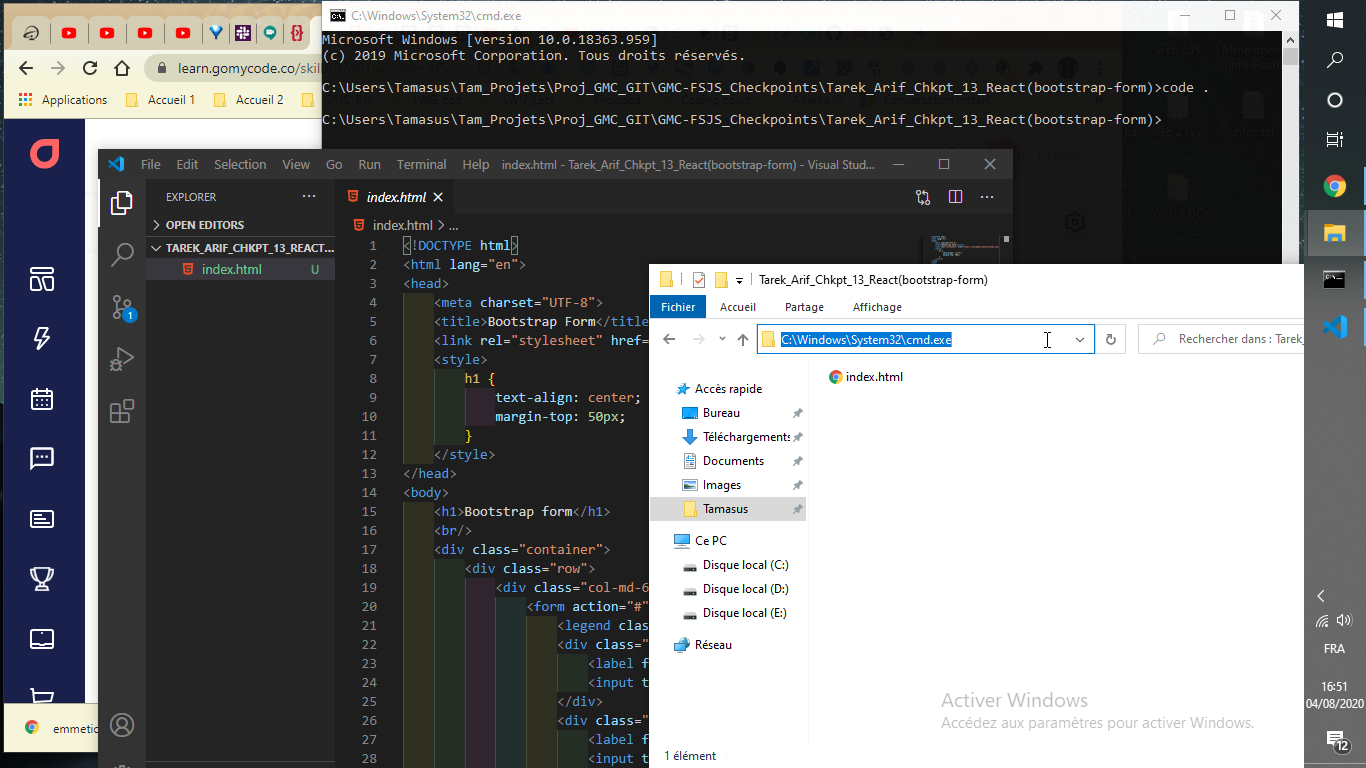 C:\Windows\System32\cmd.exe
Microsoft Windows [version 10.0.18363.959]
(c) 2019 Microsoft Corporation. Tous droits réservés.
C:\Users\Tamasus\Tam_Projets\Proj_GMC_GIT\GMC-FSJS_Checkpoints\Tarek_Arif_Chkpt_13_React(bootstrap-form)>code .
C:\Users\Tamasus\Tam_Projets\Proj_GMC_GIT\GMC-FSJS_Checkpoints\Tarek_Arif_Chkpt_13_React(bootstrap-form)>
learn.gomycode.co/skil
Applications
Accueil 1
Accueil 2
File Edit Selection View Go Run Terminal Help index.html - Tarek_Arif_Chkpt_13_React(bootstrap-form) - Visual Stud...
EXPLORER
OPEN EDITORS
TAREK_ARIF_CHKPT_13_REACT...
index.html U
1
index.html
index.html > ...
1 <!DOCTYPE html>
2 <html lang="en">
3 <head>
4 <meta charset="UTF-8">
5 <title>Bootstrap Form</title
6 <link rel="stylesheet" href=
7 <style>
8 h1 {
9 text-align: center;
10 margin-top: 50px;
11 }
12 </style>
13 </head>
14 <body>
15 <h1>Bootstrap form</h1>
16 <br/>
17 <div class="container">
18 <div class="row">
19 <div class="col-md-6
20 <form action="#"
21 <legend clas
22 <div class="
23 <label f
24 <input t
25 </div>
26 <div class="
27 <label f
28 <input t
emmetio
Tarek_Arif_Chkpt_13_React(bootstrap-form)
Fichier Accueil Partage Affichage
C:\Windows\System32\cmd.exe
Rechercher dans : Tarek_
Accès rapide
Bureau
Téléchargements
Documents
Images
Tamasus
Ce PC
Disque local (C:)
Disque local (D:)
Disque local (E:)
Réseau
index.html
Activer Windows
Accédez aux paramètres pour activer Windows.
1 élément
FRA
16:51
04/08/2020
12